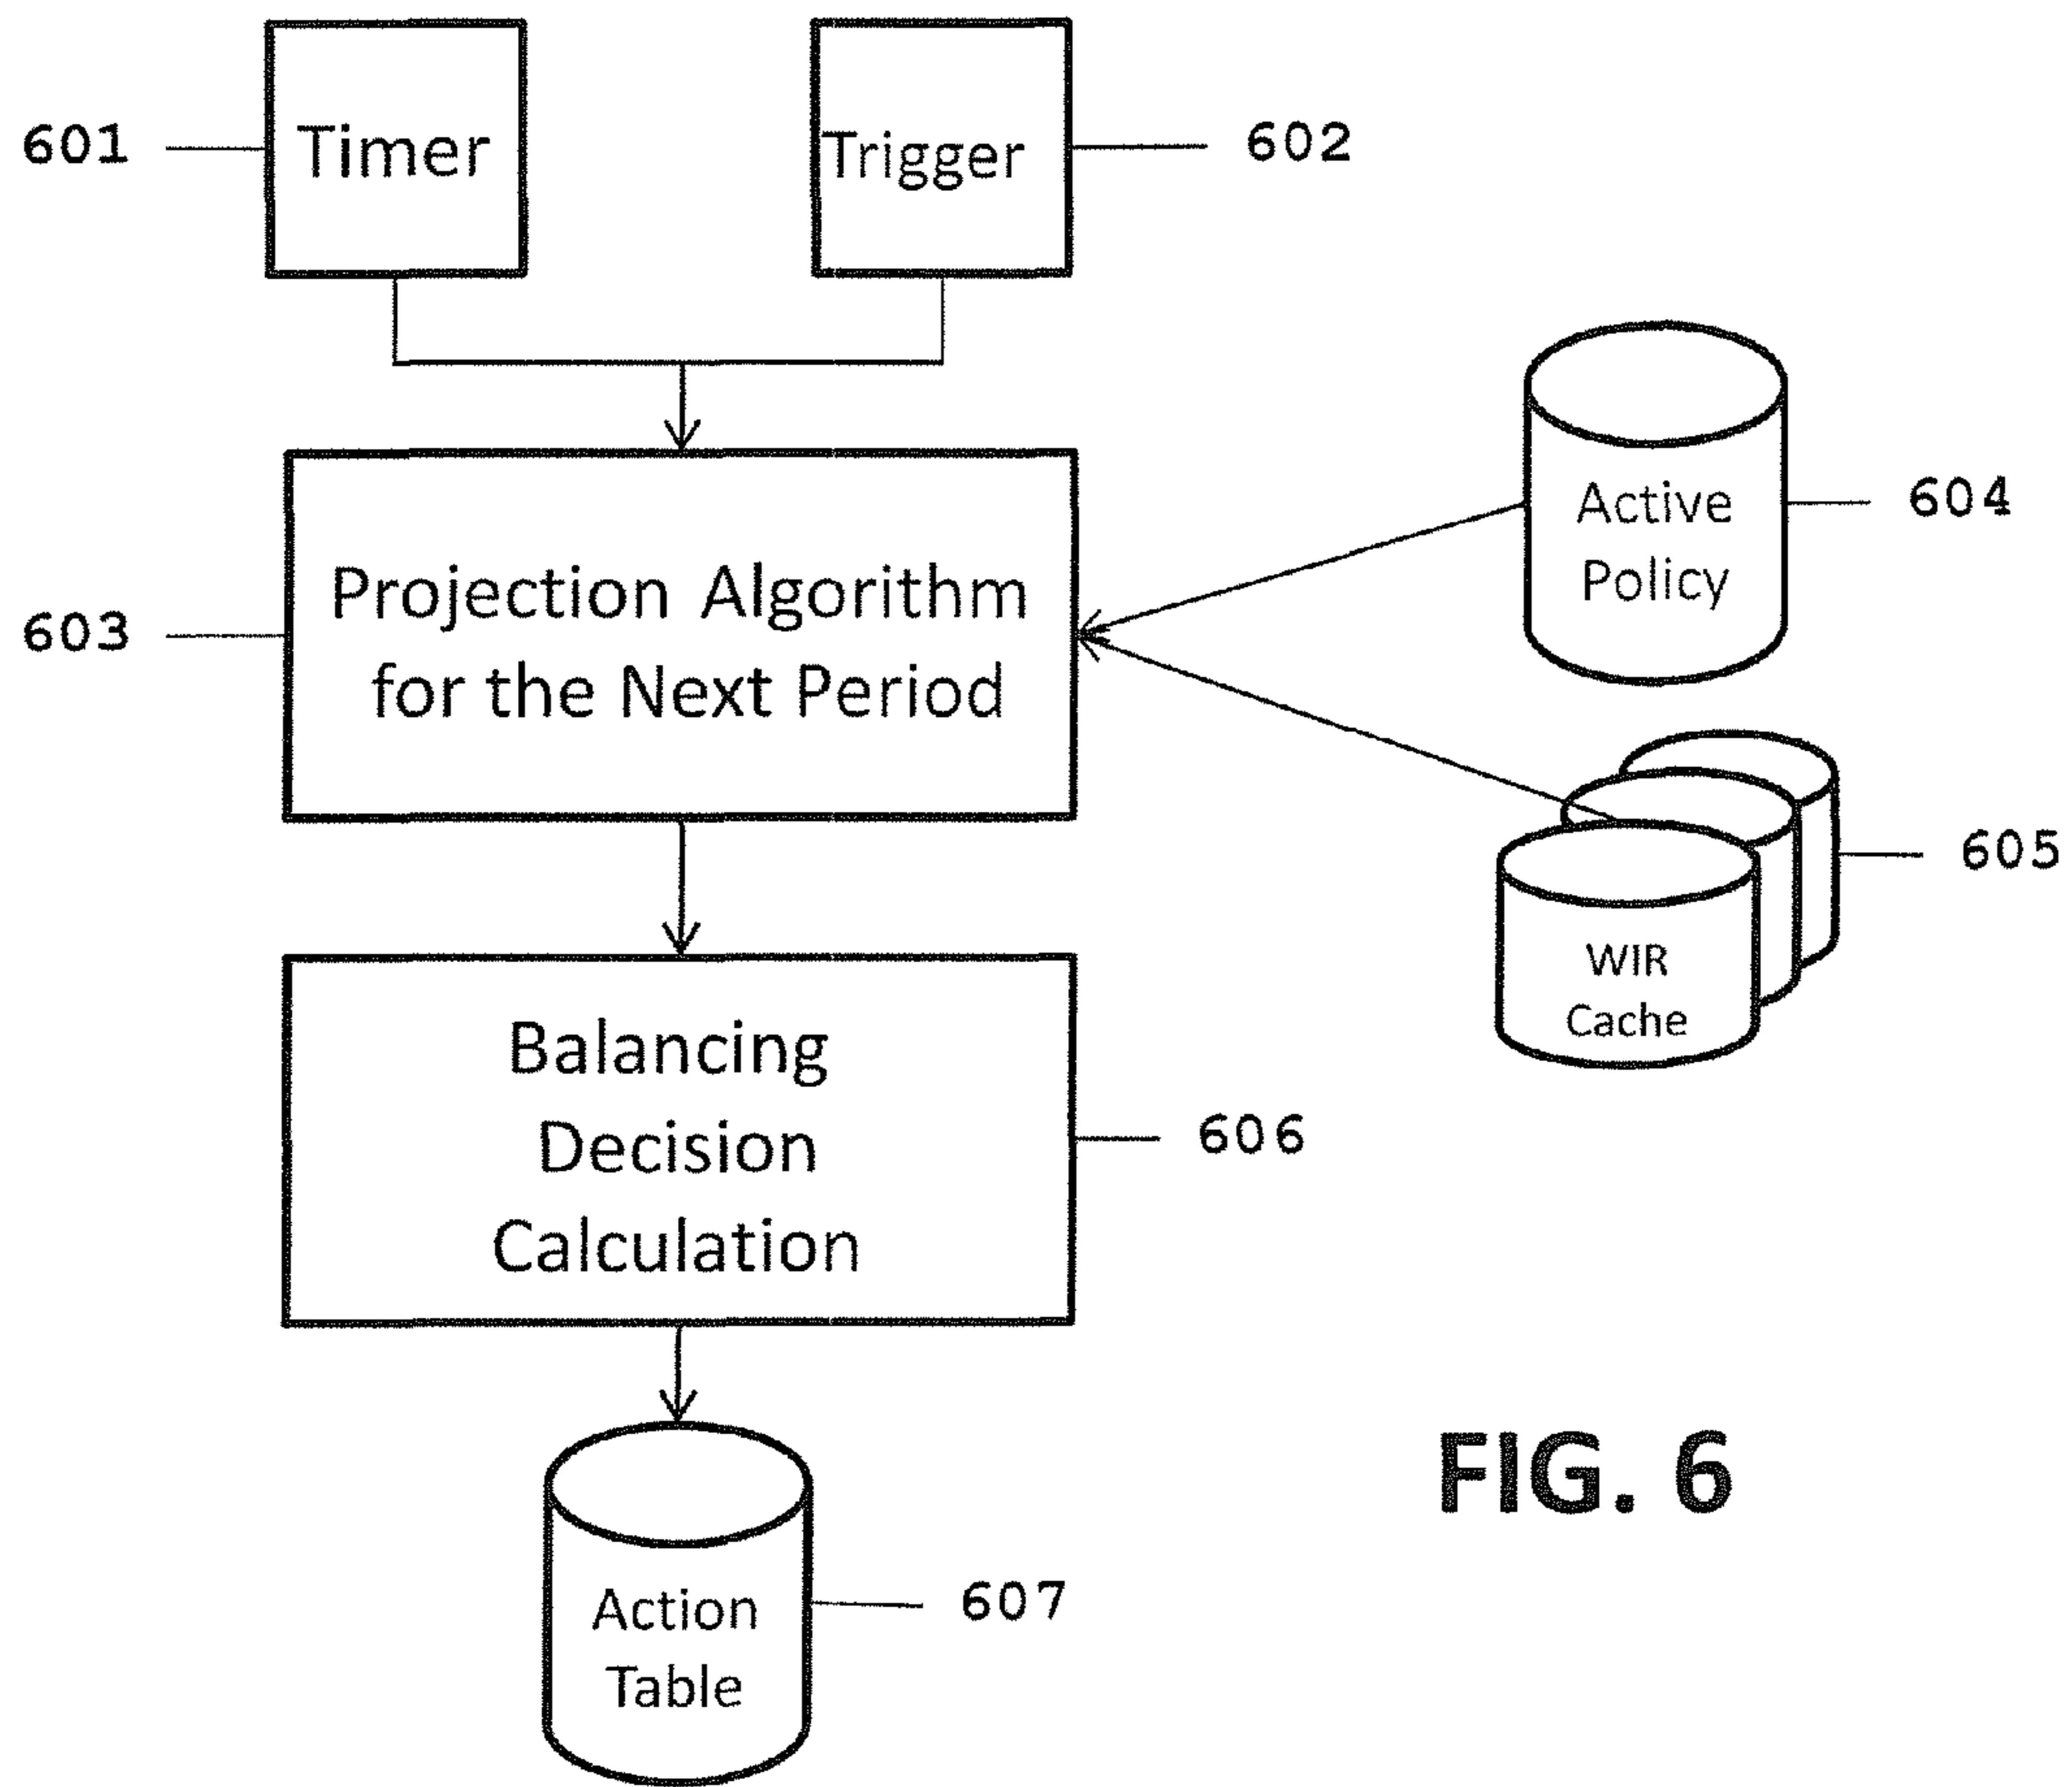 601
Timer
Trigger
602
603
Projection Algorithm
for the Next Period
Active
Policy
604
WIR
Cache
605
Balancing
Decision
Calculation
606
Action
Table
607
FIG. 6